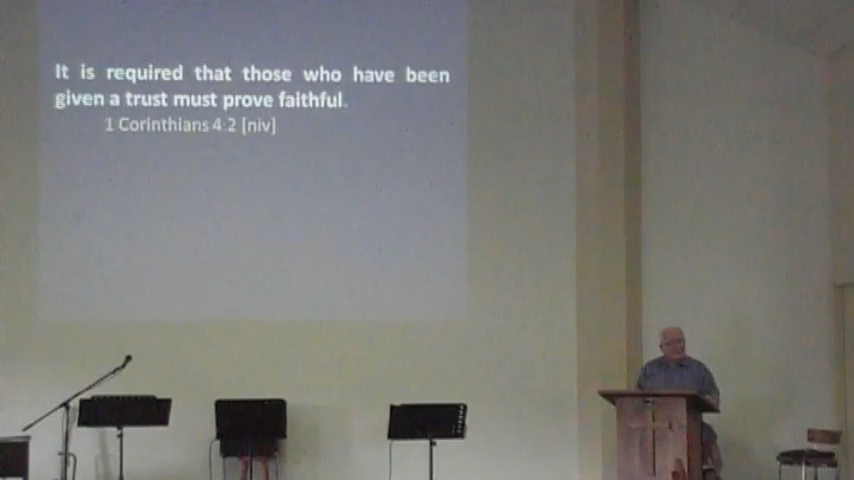 It is required that those who have been
given a trust must prove faithful.
1 Corinthians 4:2 [niv]